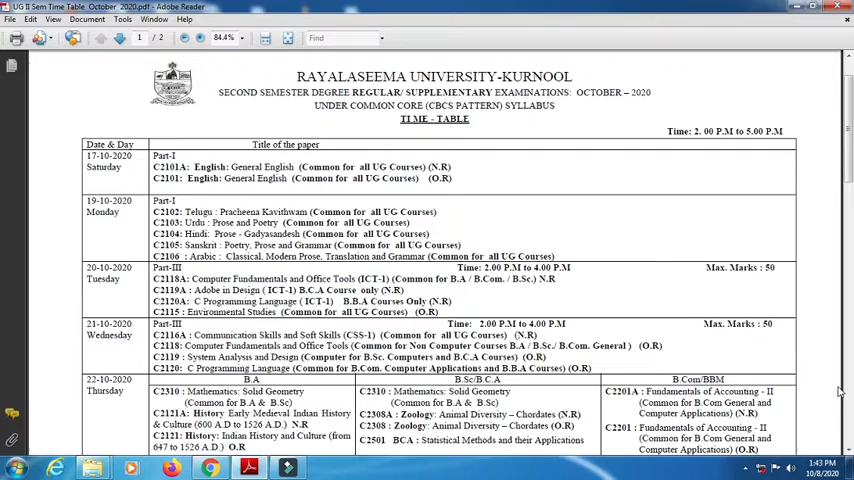 UG II Sem Time Table October 2020.pdf - Adobe Reader
File Edit View Document Tools Window Help
1 / 2 84.4% Find
RAYALASEEMA UNIVERSITY-KURNOOL
SECOND SEMESTER DEGREE REGULAR/ SUPPLEMENTARY EXAMINATIONS: OCTOBER – 2020
UNDER COMMON CORE (CBCS PATTERN) SYLLABUS
TI ME - TABLE
Time: 2. 00 P.M to 5.00 P.M
Date & Day Title of the paper
17-10-2020 Part-I
Saturday C2101A: English: General English (Common for all UG Courses) (N.R)
C2101: English: General English (Common for all UG Courses) (O.R)
19-10-2020 Part-I
Monday C2102: Telugu : Pracheena Kavithwam (Common for all UG Courses)
C2103: Urdu : Prose and Poetry (Common for all UG Courses)
C2104: Hindi: Prose - Gadyasandesh (Common for all UG Courses)
C2105: Sanskrit : Poetry, Prose and Grammar (Common for all UG Courses)
C2106 : Arabic : Classical, Modern Prose, Translation and Grammar (Common for all UG Courses)
20-10-2020 Part-III Time: 2.00 P.M to 4.00 P.M Max. Marks : 50
Tuesday C2118A: Computer Fundamentals and Office Tools (ICT-1) (Common for B.A / B.Com. / B.Sc) N.R
C2119A : Adobe in Design ( ICT-1) B.C.A Course only (N.R)
C2120A: C Programming Language ( ICT-1) B.B.A Courses Only (N.R)
C2115 : Environmental Studies (Common for all UG Courses) (O.R)
21-10-2020 Part-III Time: 2.00 P.M to 4.00 P.M Max. Marks : 50
Wednesday C2116A : Communication Skills and Soft Skills (CSS-1) (Common for all UG Courses) (N.R)
C2118: Computer Fundamentals and Office Tools (Common for Non Computer Courses B.A / B.Sc./ B.Com. General ) (O.R)
C2119 : System Analysis and Design (Computer for B.Sc. Computers and B.C.A Courses) (O.R)
C2120: C Programming Language (Common for B.Com. Computer Applications and B.B.A Courses) (O.R)
22-10-2020 B.A B.Sc/B.C.A B.Com/BBM
Thursday C2310 : Mathematics: Solid Geometry C2310 : Mathematics: Solid Geometry C2201A : Fundamentals of Accounting - II
(Common for B.A & B.Sc) (Common for B.A & B.Sc) (Common for B.Com General and
C2121A: History Early Medieval Indian History C2308A : Zoology: Animal Diversity – Chordates (N.R) Computer Applications) (N.R)
& Culture (600 A.D to 1526 A.D.) N.R C2308 : Zoology: Animal Diversity – Chordates (O.R) C2201 : Fundamentals of Accounting - II
C2121: History: Indian History and Culture (from C2501 BCA : Statistical Methods and their Applications (Common for B.Com General and
647 to 1526 A.D.) O.R Computer Applications) (O.R)
1:43 PM
10/8/2020